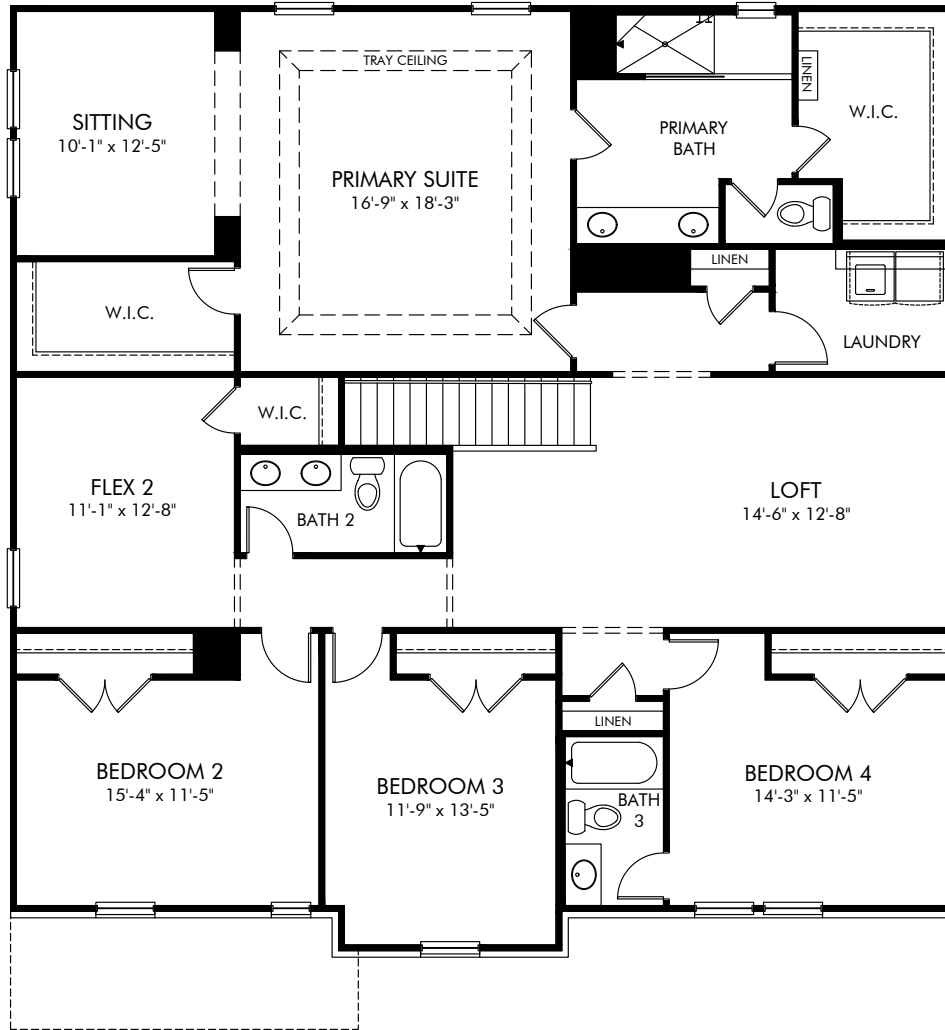 TRAY CEILING
SITTING
10'-1" x 12'-5"
PRIMARY SUITE
16'-9" x 18'-3"
PRIMARY
BATH
LINEN
W.I.C.
LINEN
W.I.C.
LAUNDRY
W.I.C.
FLEX 2
11'-1" x 12'-8"
BATH 2
LOFT
14'-6" x 12'-8"
LINEN
BEDROOM 2
15'-4" x 11'-5"
BEDROOM 3
11'-9" x 13'-5"
BATH
3
BEDROOM 4
14'-3" x 11'-5"